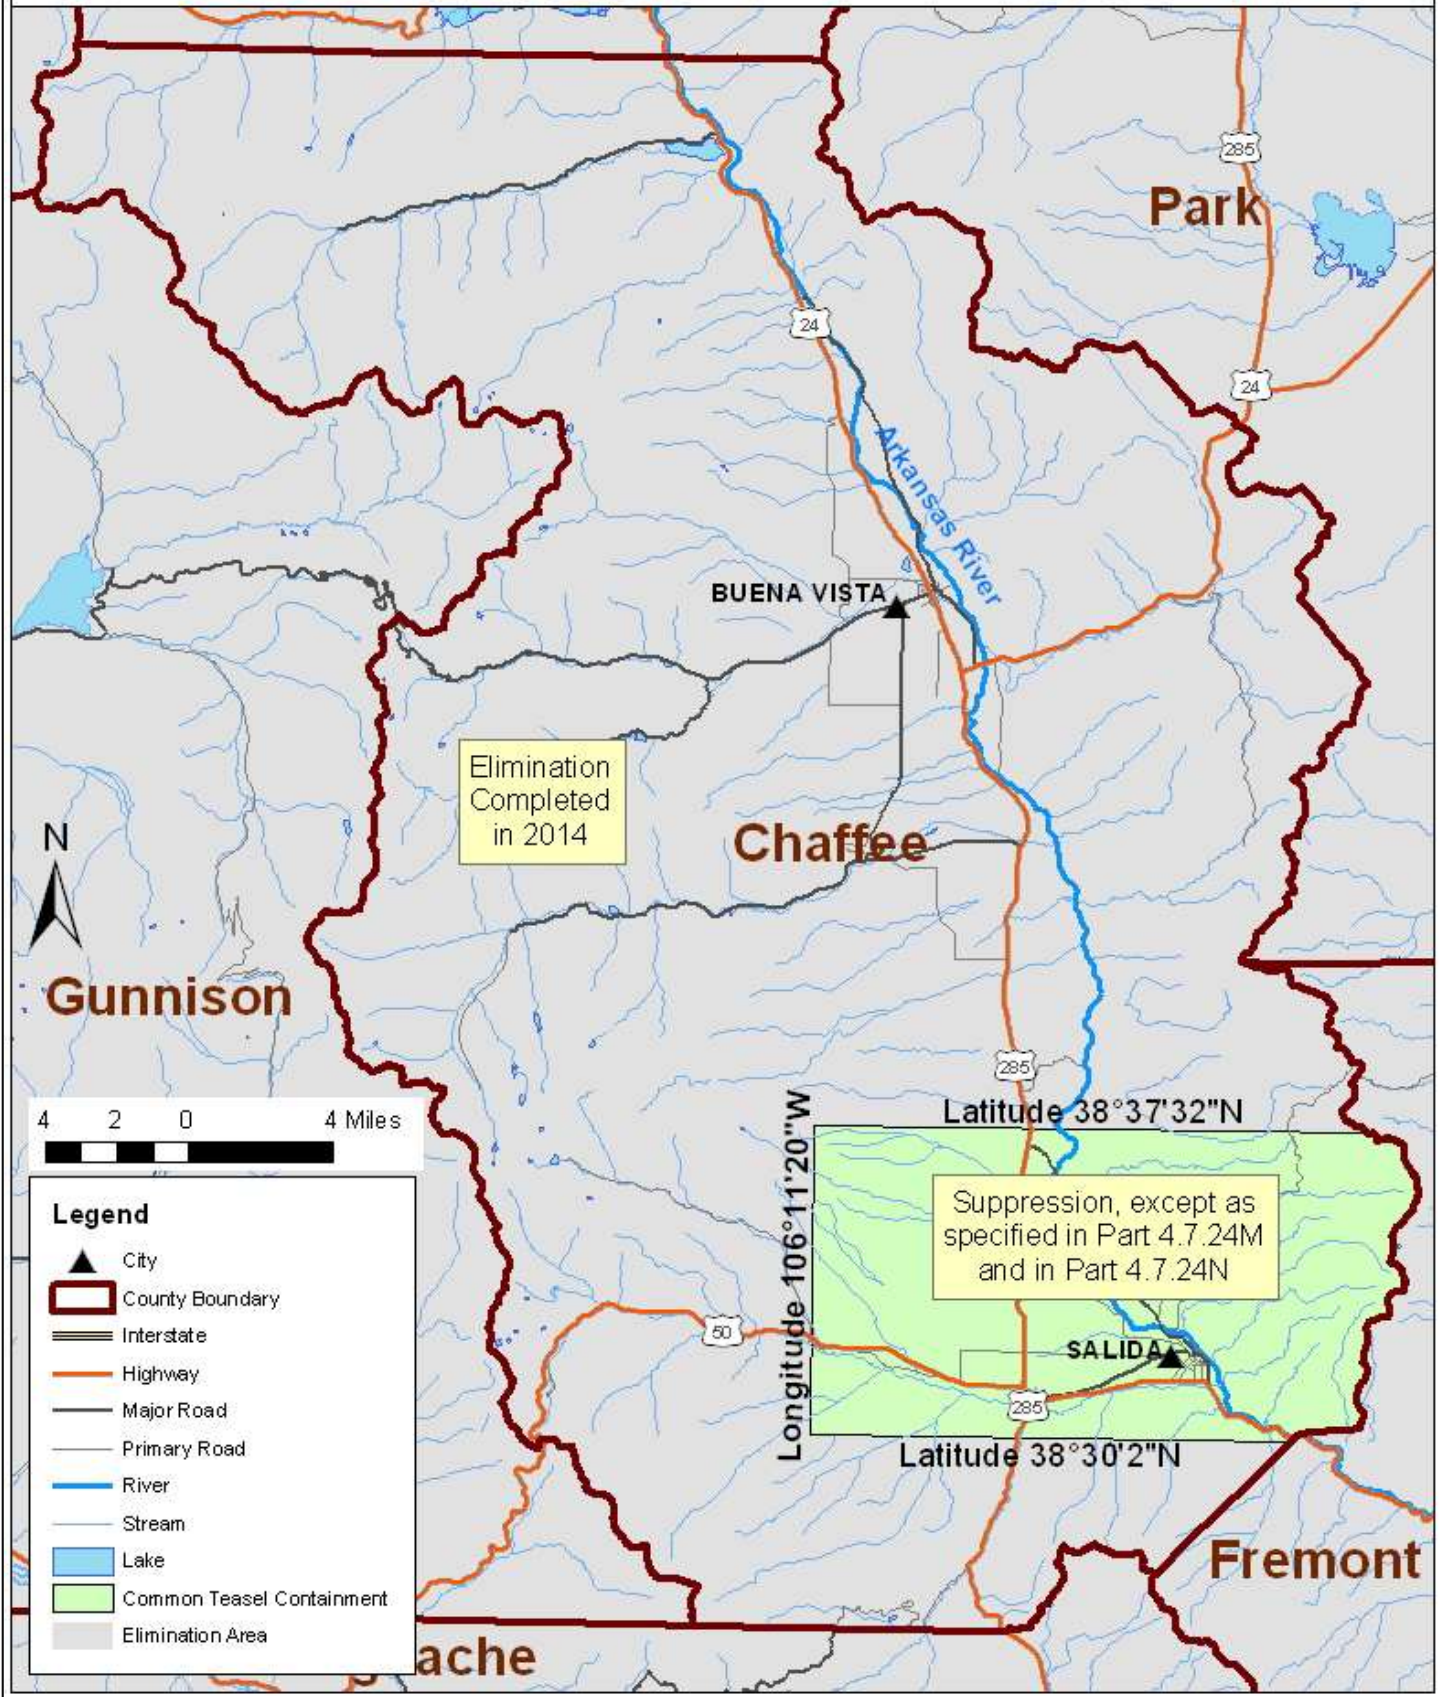 285
Park
24
24
Arkansas River
BUENA VISTA
Elimination
Completed
in 2014
Chaffee
N
Gunnison
285
4 2 0 4 Miles
Latitude 38°37'32"N
Longitude 106°11'20"W
Suppression, except as
specified in Part 4.7.24M
and in Part 4.7.24N
50
SALIDA
285
Latitude 38°30'2"N
Legend
City
County Boundary
Interstate
Highway
Major Road
Primary Road
River
Stream
Lake
Common Teasel Containment
Elimination Area
Fremont
ache